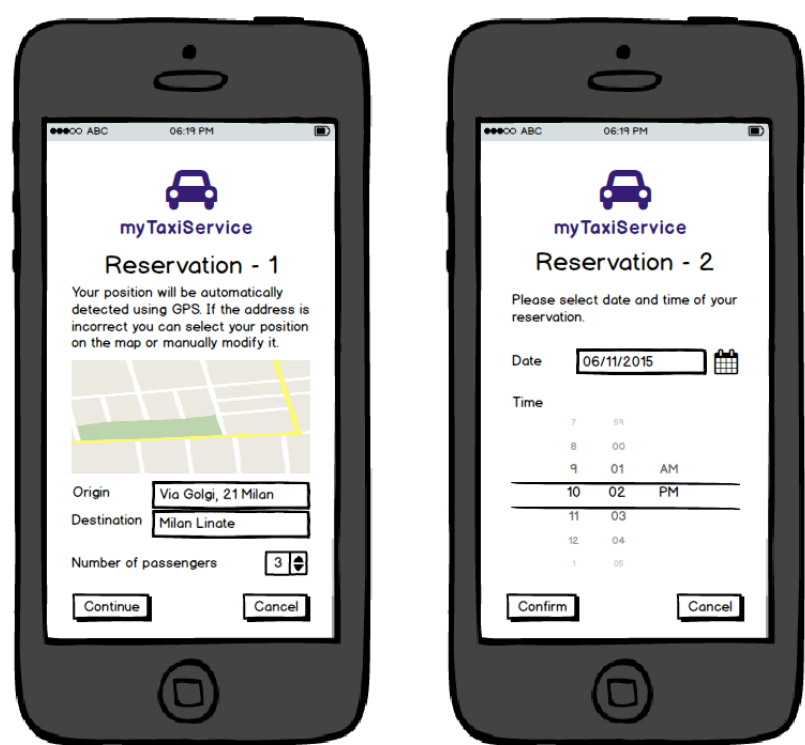 ABC 06:19 PM
myTaxiService
Reservation - 1
Your position will be automatically
detected using GPS. If the address is
incorrect you can select your position
on the map or manually modify it.
Origin Via Golgi, 21 Milan
Destination Milan Linate
Number of passengers 3
Continue Cancel
ABC 06:19 PM
myTaxiService
Reservation - 2
Please select date and time of your
reservation.
Date 06/11/2015
Time
7 59
8 00
9 01 AM
10 02 PM
11 03
12 04
1 05
Confirm Cancel